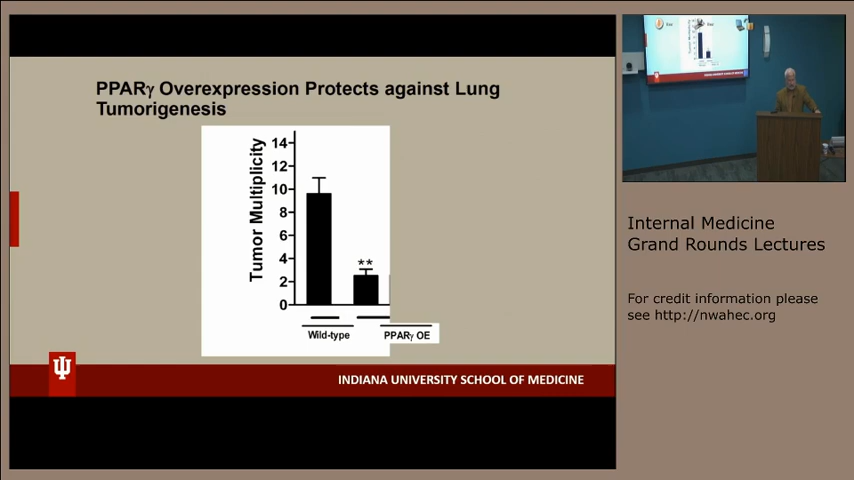 PPARγ Overexpression Protects against Lung
Tumorigenesis
Tumor Multiplicity
14
12
10
8
6
4
2
0
**
Wild-type
PPARγ OE
INDIANA UNIVERSITY SCHOOL OF MEDICINE
Internal Medicine
Grand Rounds Lectures
For credit information please
see http://nwahec.org